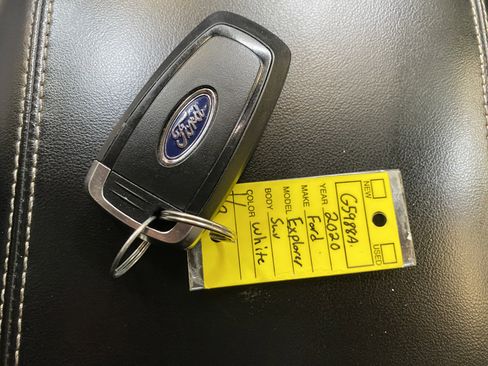 Ford
NEW USED
G5988A
YEAR 2020
MAKE Ford
MODEL Explorer
BODY Suv
COLOR White